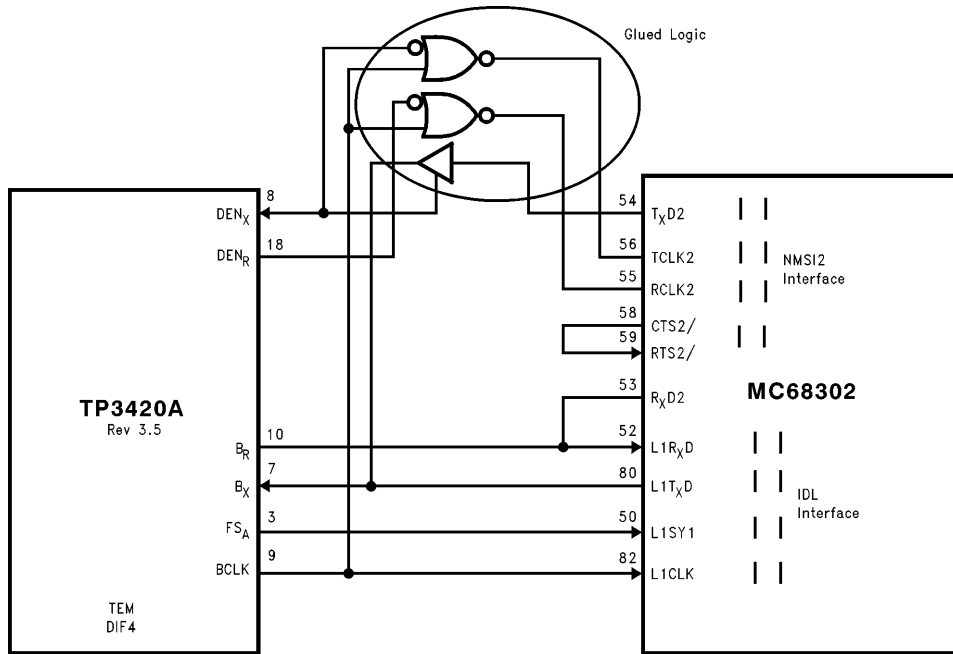 Glued Logic
8
DENX
18
DENR
TP3420A
Rev 3.5
10
BR
7
BX
3
FSA
9
BCLK
TEM
DIF4
54
TXD2
56
TCLK2
55
RCLK2
58
CTS2/
59
RTS2/
53
RXD2
52
L1RXD
80
L1TXD
50
L1SY1
82
L1CLK
NMSI2
Interface
MC68302
IDL
Interface